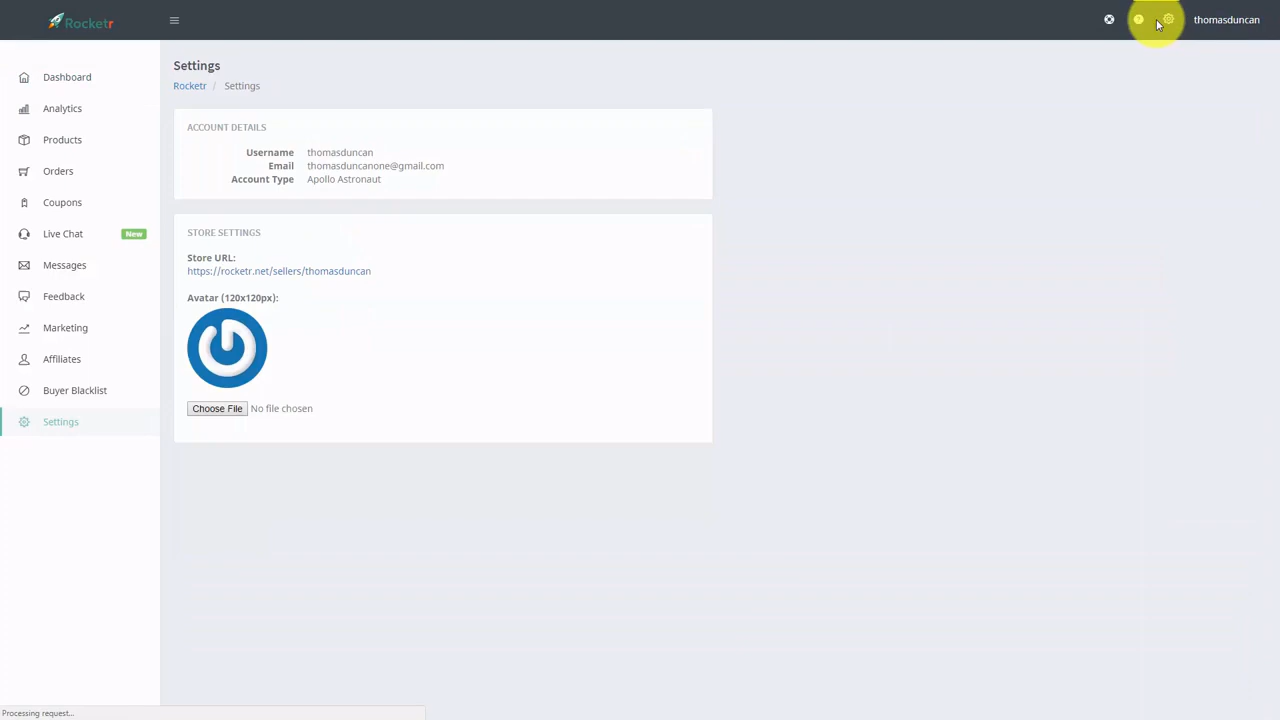 Rocketr
thomasduncan
Dashboard
Analytics
Products
Orders
Coupons
Live Chat New
Messages
Feedback
Marketing
Affiliates
Buyer Blacklist
Settings
Settings
Rocketr / Settings
ACCOUNT DETAILS
Username thomasduncan
Email thomasduncanone@gmail.com
Account Type Apollo Astronaut
STORE SETTINGS
Store URL:
https://rocketr.net/sellers/thomasduncan
Avatar (120x120px):
Choose File No file chosen
Processing request...